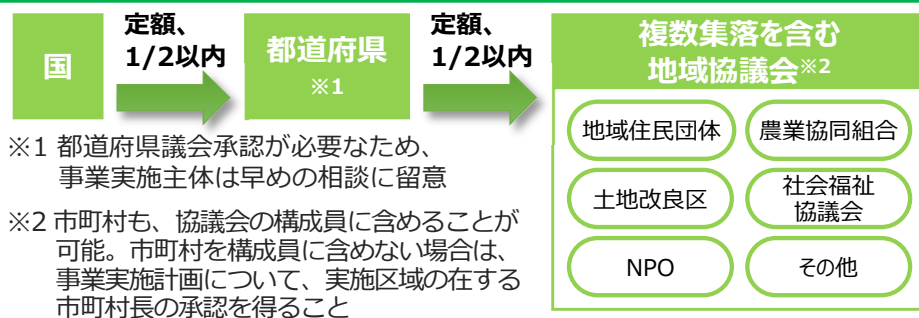 国
定額、
1/2以内
都道府県
※1
定額、
1/2以内
複数集落を含む
地域協議会※2
地域住民団体
農業協同組合
土地改良区
社会福祉
協議会
NPO
その他
※1 都道府県議会承認が必要なため、
事業実施主体は早めの相談に留意
※2 市町村も、協議会の構成員に含めることが
可能。市町村を構成員に含めない場合は、
事業実施計画について、実施区域の在する
市町村長の承認を得ること